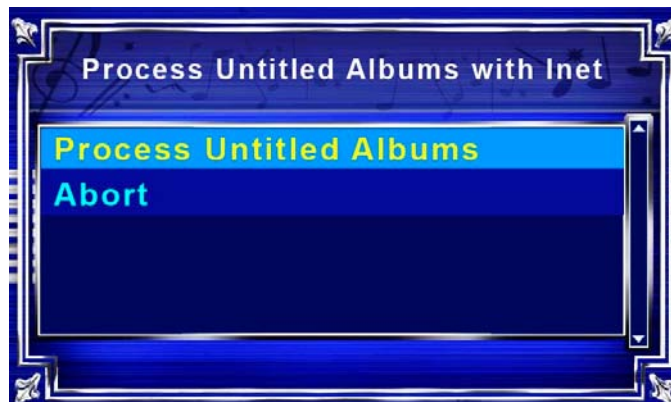 Process Untitled Albums with Inet
Process Untitled Albums
Abort